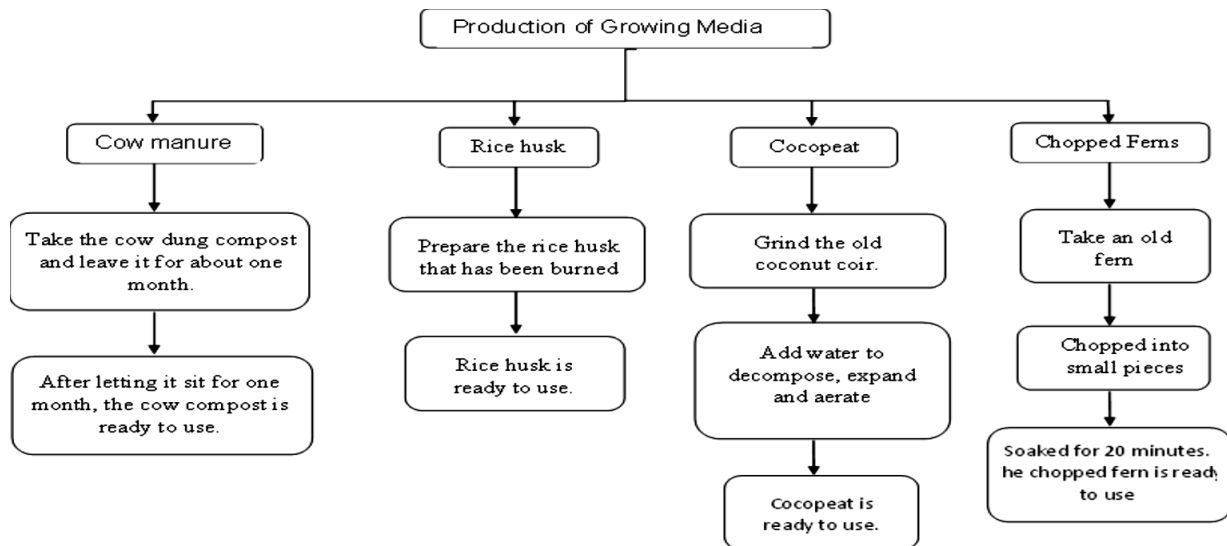 Production of Growing Media
Cow manure
Take the cow dung compost
and leave it for about one
month.
After letting it sit for one
month, the cow compost is
ready to use.
Rice husk
Prepare the rice husk
that has been burned
Rice husk is
ready to use.
Cocopeat
Grind the old
coconut coir.
Add water to
decompose, expand
and aerate
Cocopeat is
ready to use.
Chopped Ferns
Take an old
fern
Chopped into
small pieces
Soaked for 20 minutes.
he chopped fern is ready
to use